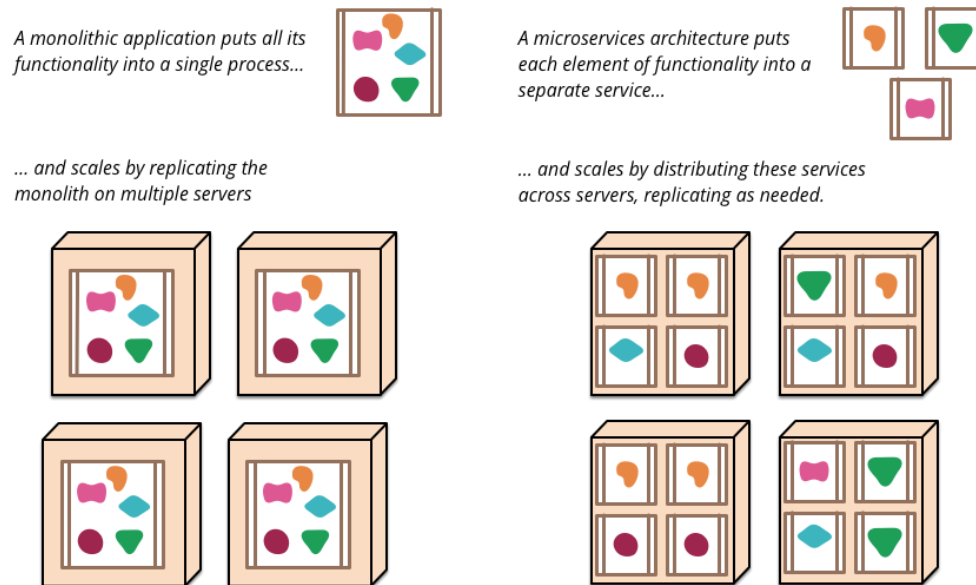 A monolithic application puts all its
functionality into a single process...
... and scales by replicating the
monolith on multiple servers
A microservices architecture puts
each element of functionality into a
separate service...
... and scales by distributing these services
across servers, replicating as needed.